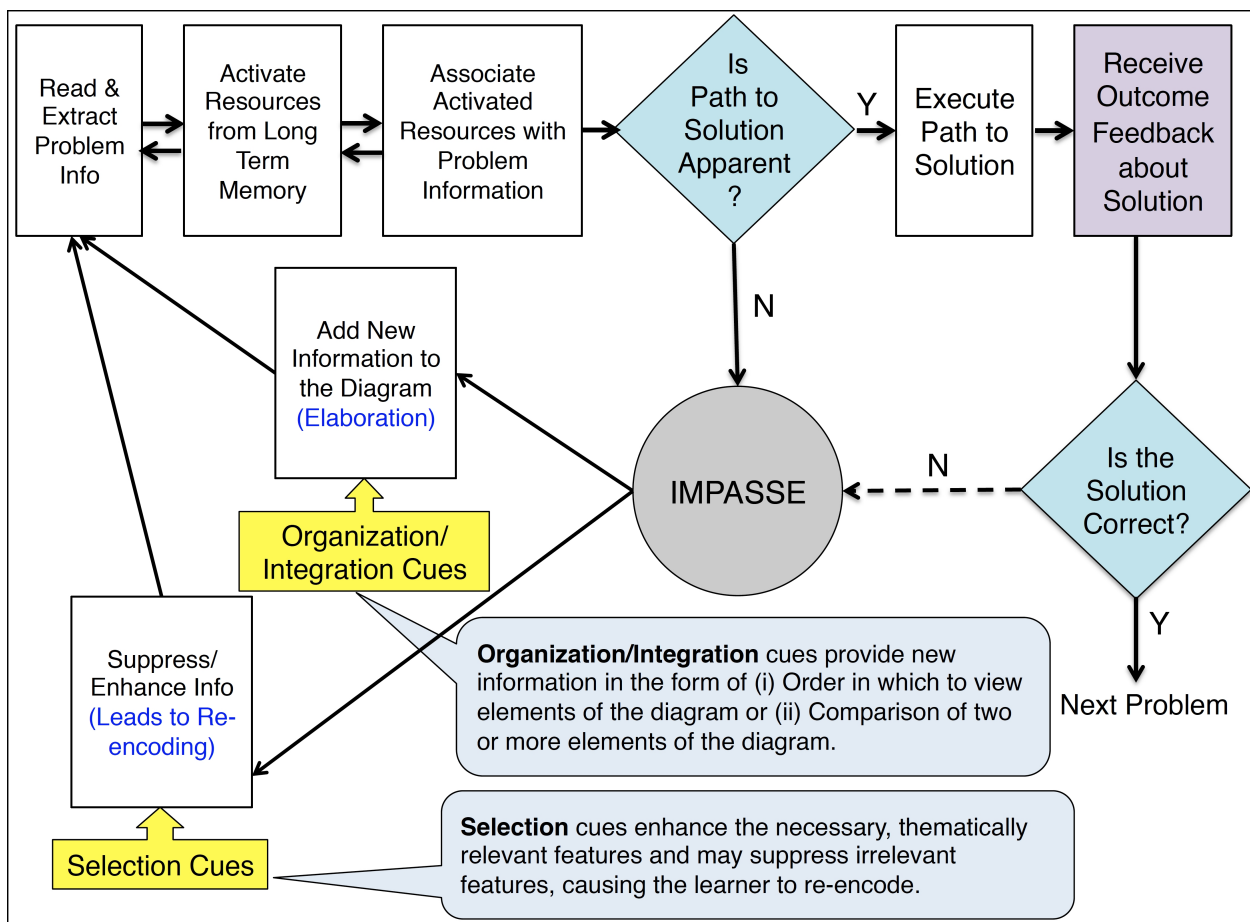 Read &
Extract
Problem
Info
Activate
Resources
from Long
Term
Memory
Associate
Activated
Resources with
Problem
Information
Is
Path to
Solution
Apparent
?
Y
Execute
Path to
Solution
Receive
Outcome
Feedback
about
Solution
N
Add New
Information to
the Diagram
(Elaboration)
IMPASSE
N
Is the
Solution
Correct?
Organization/
Integration Cues
Y
Next Problem
Suppress/
Enhance Info
(Leads to Re-
encoding)
Organization/Integration cues provide new
information in the form of (i) Order in which to view
elements of the diagram or (ii) Comparison of two
or more elements of the diagram.
Selection Cues
Selection cues enhance the necessary, thematically
relevant features and may suppress irrelevant
features, causing the learner to re-encode.